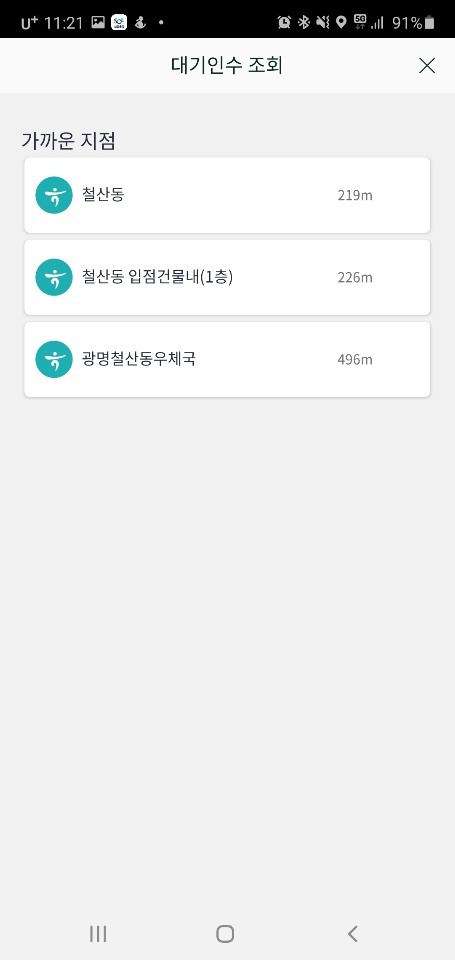 U+ 11:21 91%
대기인수 조회
가까운 지점
철산동 219m
철산동 입점건물내(1층) 226m
광명철산동우체국 496m